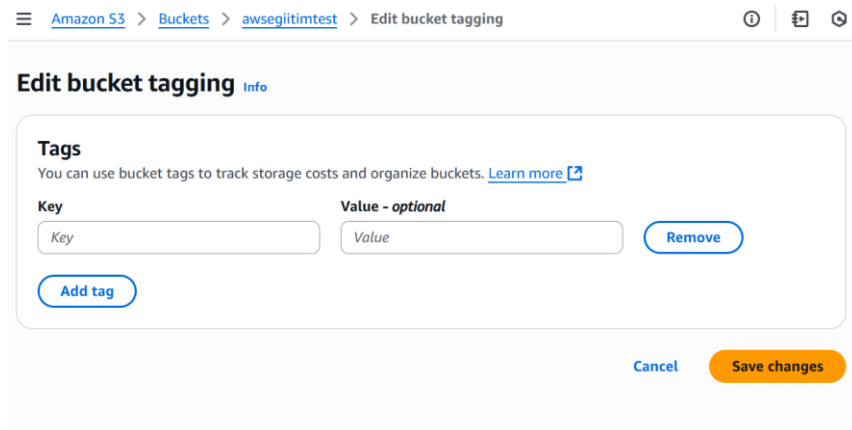 Amazon S3 > Buckets > awsegiitimtest > Edit bucket tagging
Edit bucket tagging Info
Tags
You can use bucket tags to track storage costs and organize buckets. Learn more
Key Value - optional
Key Value Remove
Add tag
Cancel Save changes